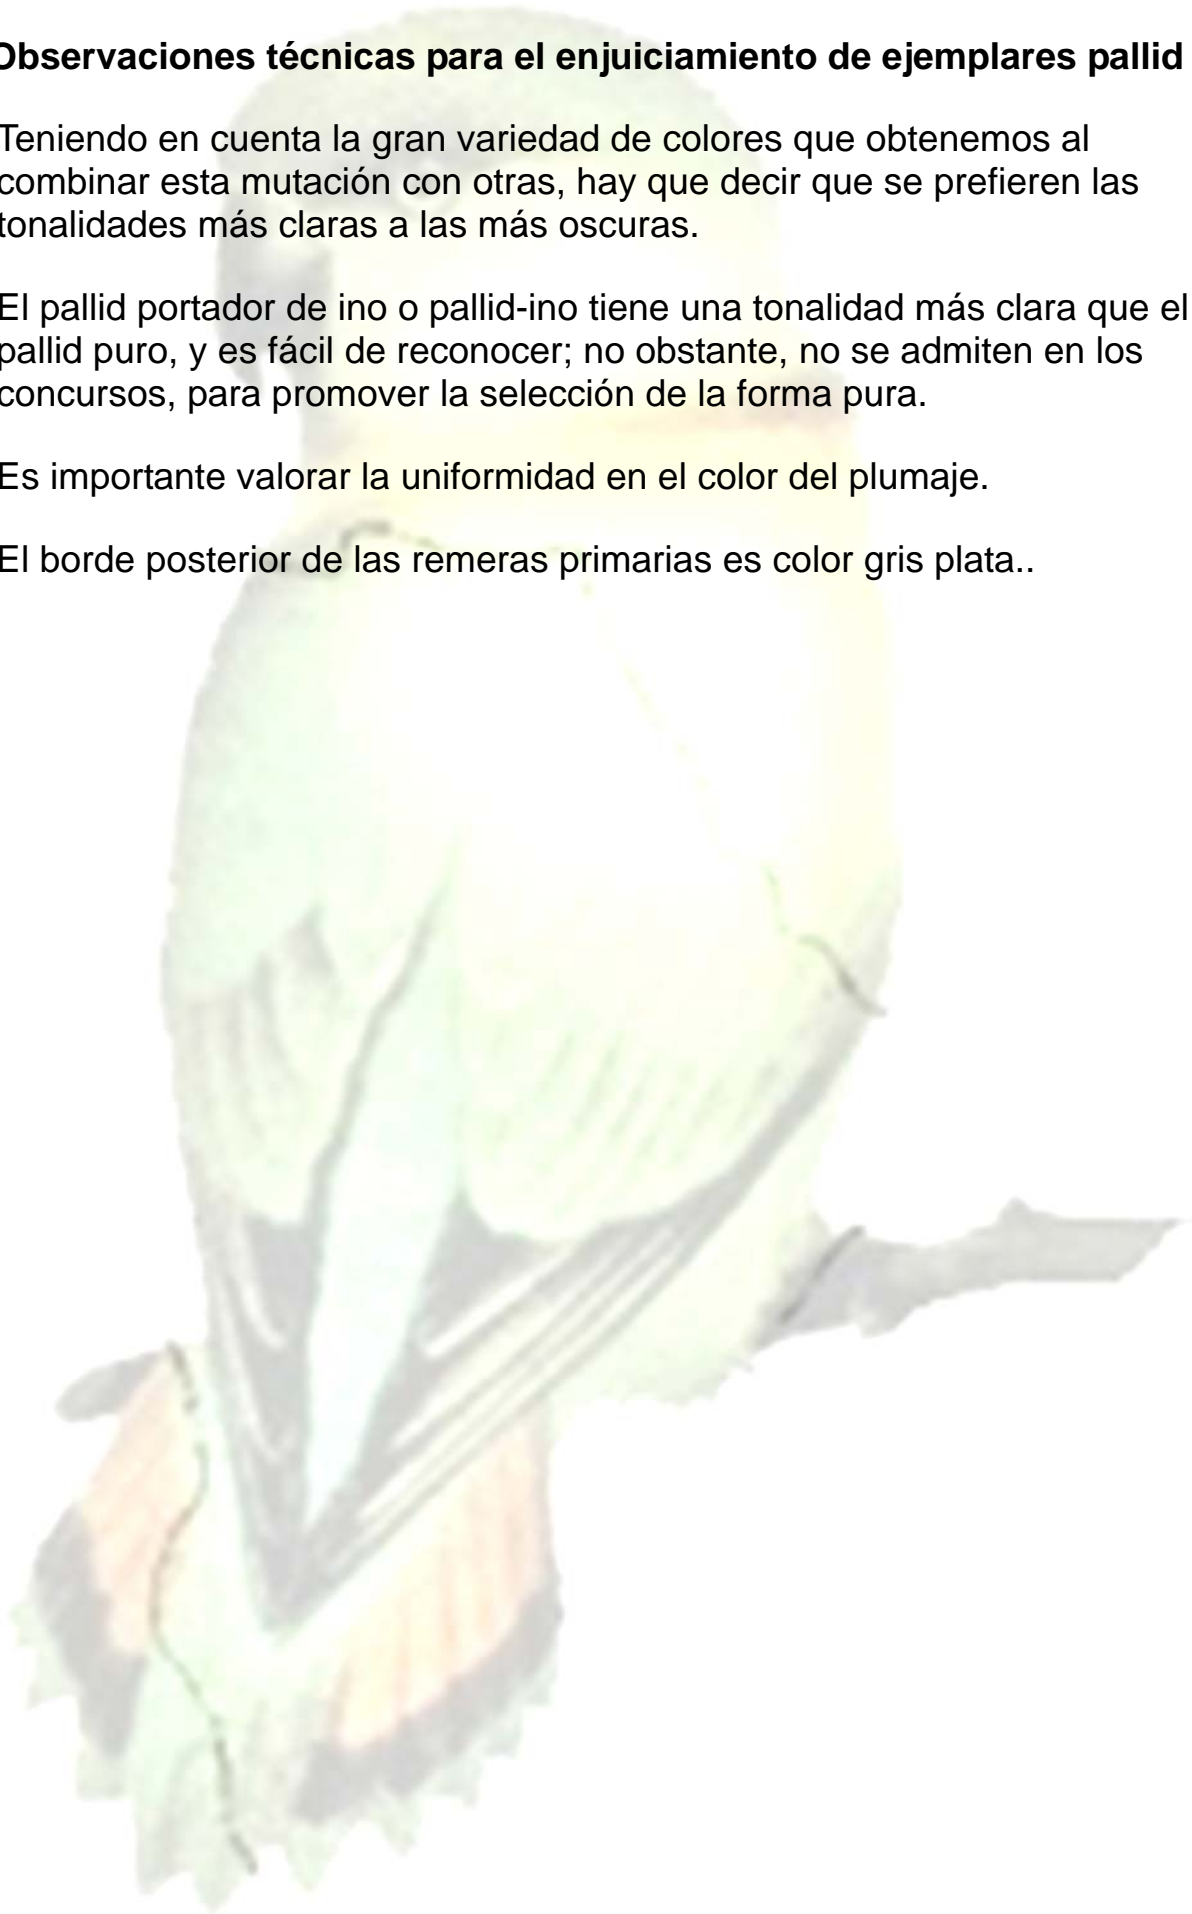 Observaciones técnicas para el enjuiciamiento de ejemplares pallid
Teniendo en cuenta la gran variedad de colores que obtenemos al
combinar esta mutación con otras, hay que decir que se prefieren las
tonalidades más claras a las más oscuras.
El pallid portador de ino o pallid-ino tiene una tonalidad más clara que el
pallid puro, y es fácil de reconocer; no obstante, no se admiten en los
concursos, para promover la selección de la forma pura.
Es importante valorar la uniformidad en el color del plumaje.
El borde posterior de las remeras primarias es color gris plata..